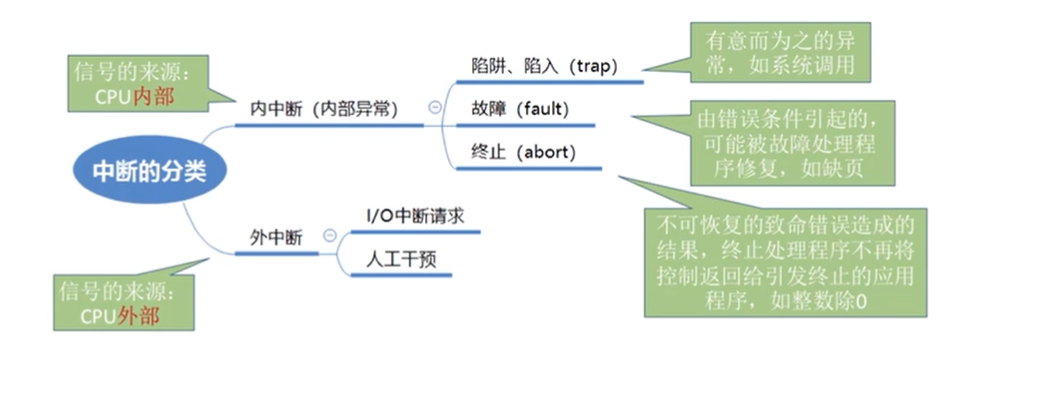 信号的来源：
CPU内部
内中断（内部异常）
陷阱、陷入（trap）
有意而为之的异
常，如系统调用
故障（fault）
由错误条件引起的，
可能被故障处理程
序修复，如缺页
终止（abort）
不可恢复的致命错误造成的
结果，终止处理程序不再将
控制返回给引发终止的应用
程序，如整数除0
中断的分类
外中断
I/O中断请求
人工干预
信号的来源：
CPU外部